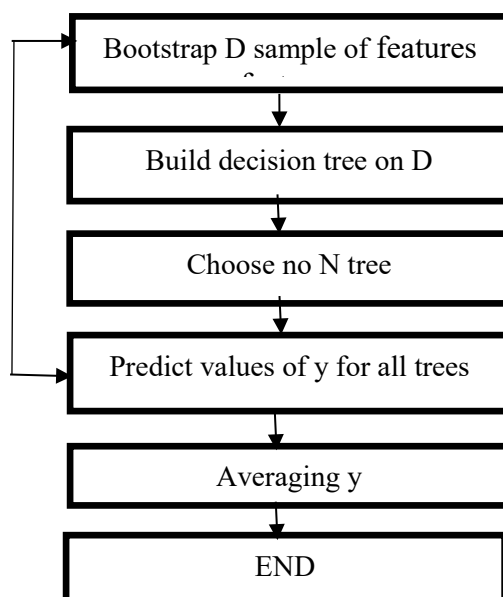 Bootstrap D sample of features
Build decision tree on D
Choose no N tree
Predict values of y for all trees
Averaging y
END